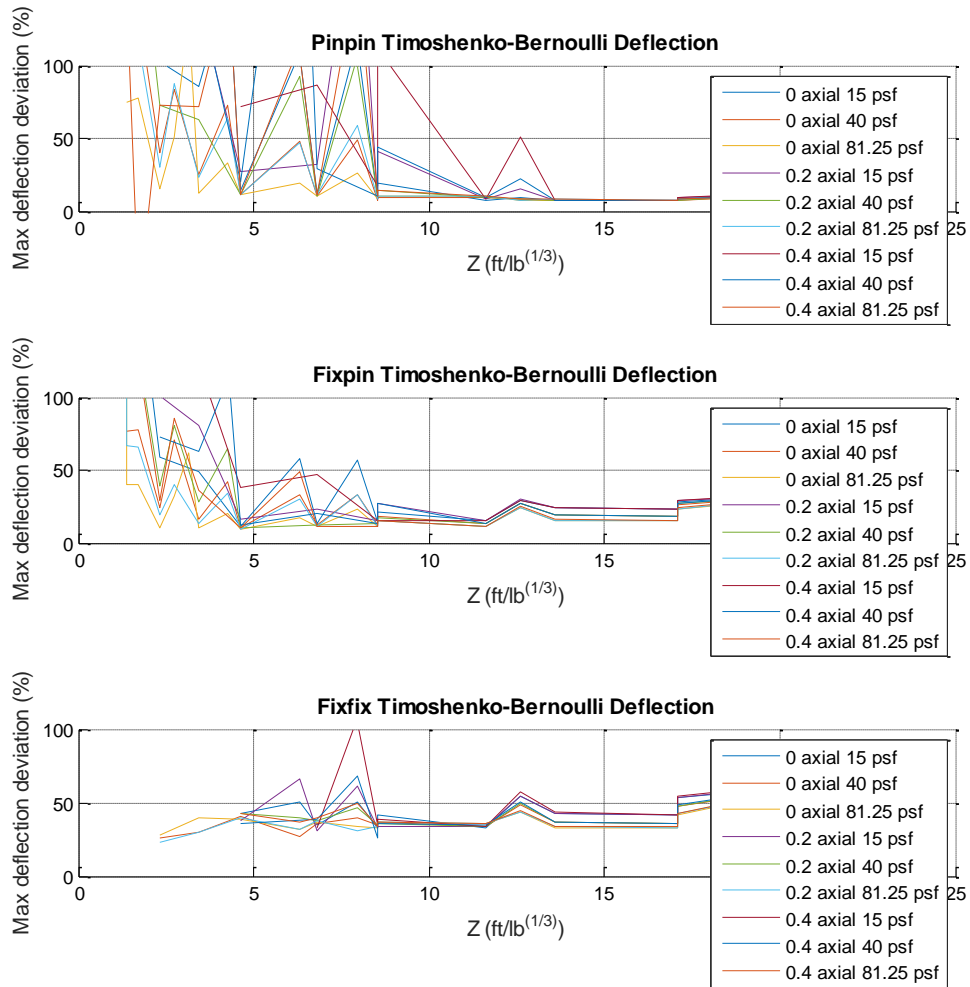 Pinpin Timoshenko-Bernoulli Deflection
Max deflection deviation (%)
100
50
0
0 5 10 15 25
Z (ft/lb^(1/3))
0 axial 15 psf
0 axial 40 psf
0 axial 81.25 psf
0.2 axial 15 psf
0.2 axial 40 psf
0.2 axial 81.25 psf
0.4 axial 15 psf
0.4 axial 40 psf
0.4 axial 81.25 psf
Fixpin Timoshenko-Bernoulli Deflection
Max deflection deviation (%)
100
50
0
0 5 10 15 25
Z (ft/lb^(1/3))
0 axial 15 psf
0 axial 40 psf
0 axial 81.25 psf
0.2 axial 15 psf
0.2 axial 40 psf
0.2 axial 81.25 psf
0.4 axial 15 psf
0.4 axial 40 psf
0.4 axial 81.25 psf
Fixfix Timoshenko-Bernoulli Deflection
Max deflection deviation (%)
100
50
0
0 5 10 15 25
Z (ft/lb^(1/3))
0 axial 15 psf
0 axial 40 psf
0 axial 81.25 psf
0.2 axial 15 psf
0.2 axial 40 psf
0.2 axial 81.25 psf
0.4 axial 15 psf
0.4 axial 40 psf
0.4 axial 81.25 psf